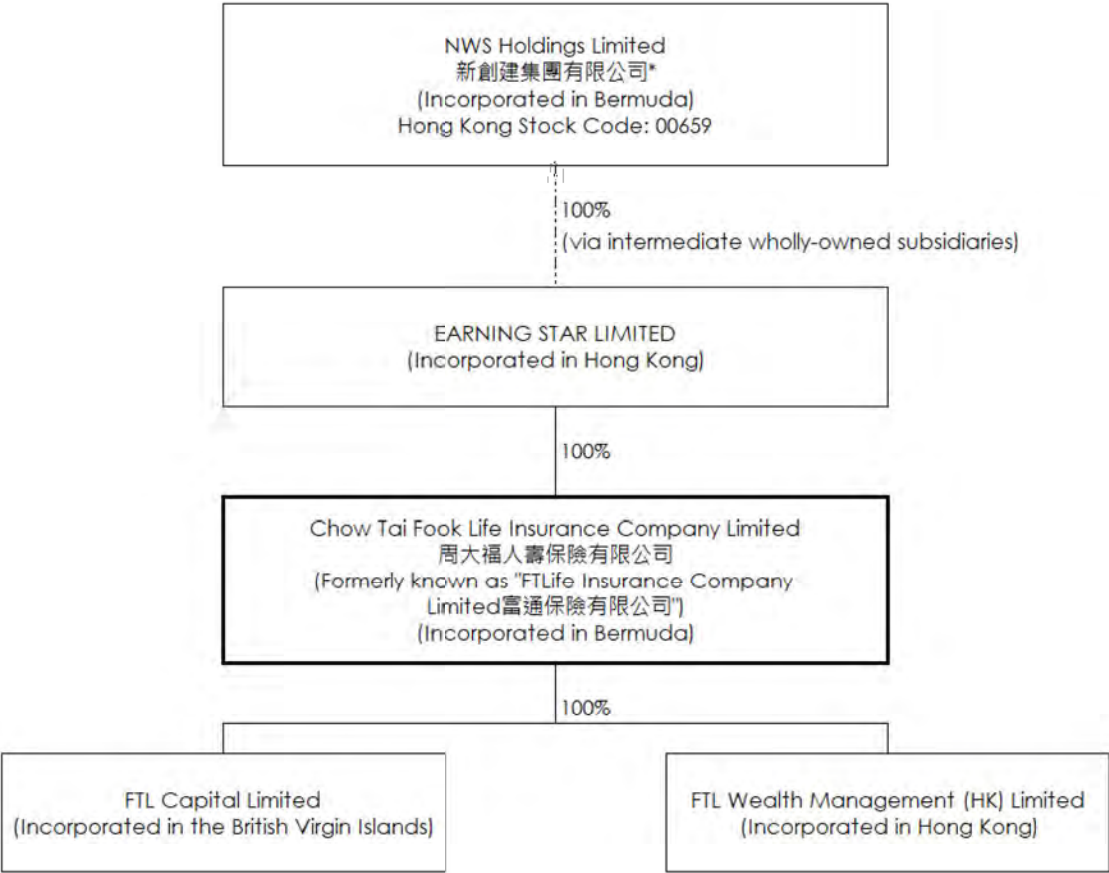 NWS Holdings Limited
新創建集團有限公司*
(Incorporated in Bermuda)
Hong Kong Stock Code: 00659
100%
(via intermediate wholly-owned subsidiaries)
EARNING STAR LIMITED
(Incorporated in Hong Kong)
100%
Chow Tai Fook Life Insurance Company Limited
周大福人壽保險有限公司
(Formerly known as "FTLife Insurance Company
Limited富通保險有限公司")
(Incorporated in Bermuda)
100%
FTL Capital Limited
(Incorporated in the British Virgin Islands)
FTL Wealth Management (HK) Limited
(Incorporated in Hong Kong)